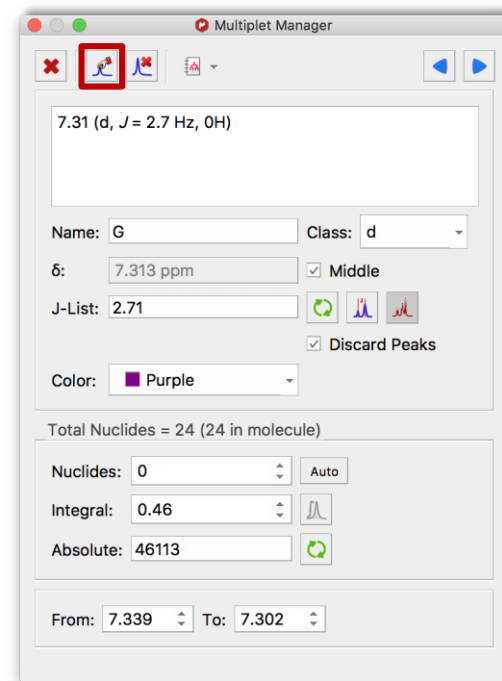 Multiplet Manager
7.31 (d, J = 2.7 Hz, 0H)
Name: G Class: d
δ: 7.313 ppm Middle
J-List: 2.71
Discard Peaks
Color: Purple
Total Nuclides = 24 (24 in molecule)
Nuclides: 0 Auto
Integral: 0.46
Absolute: 46113
From: 7.339 To: 7.302